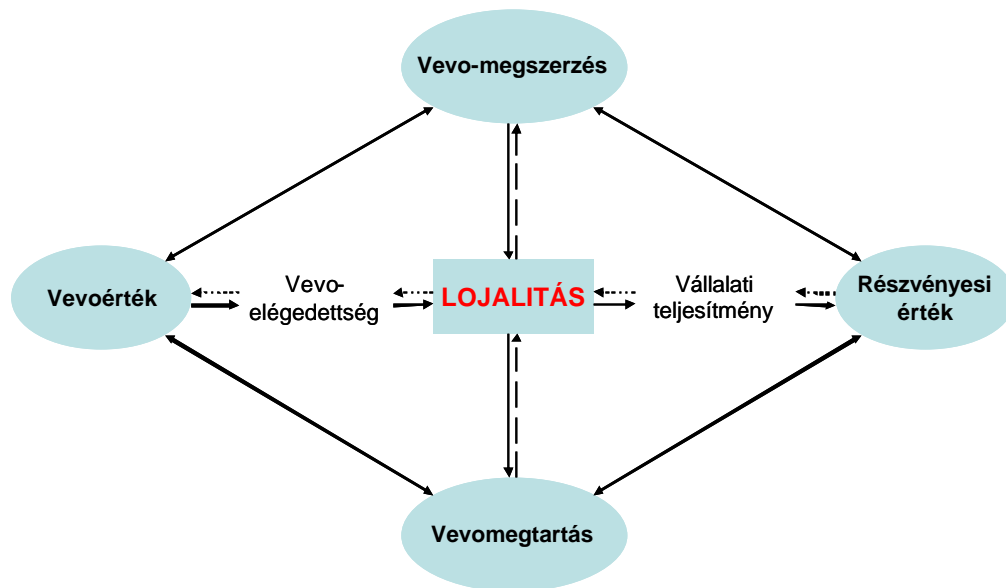 Vevo-megszerzés
Vevoérték
Vevo-
elégedettség
LOJALITÁS
Vállalati
teljesítmény
Részvényesi
érték
Vevomegtartás